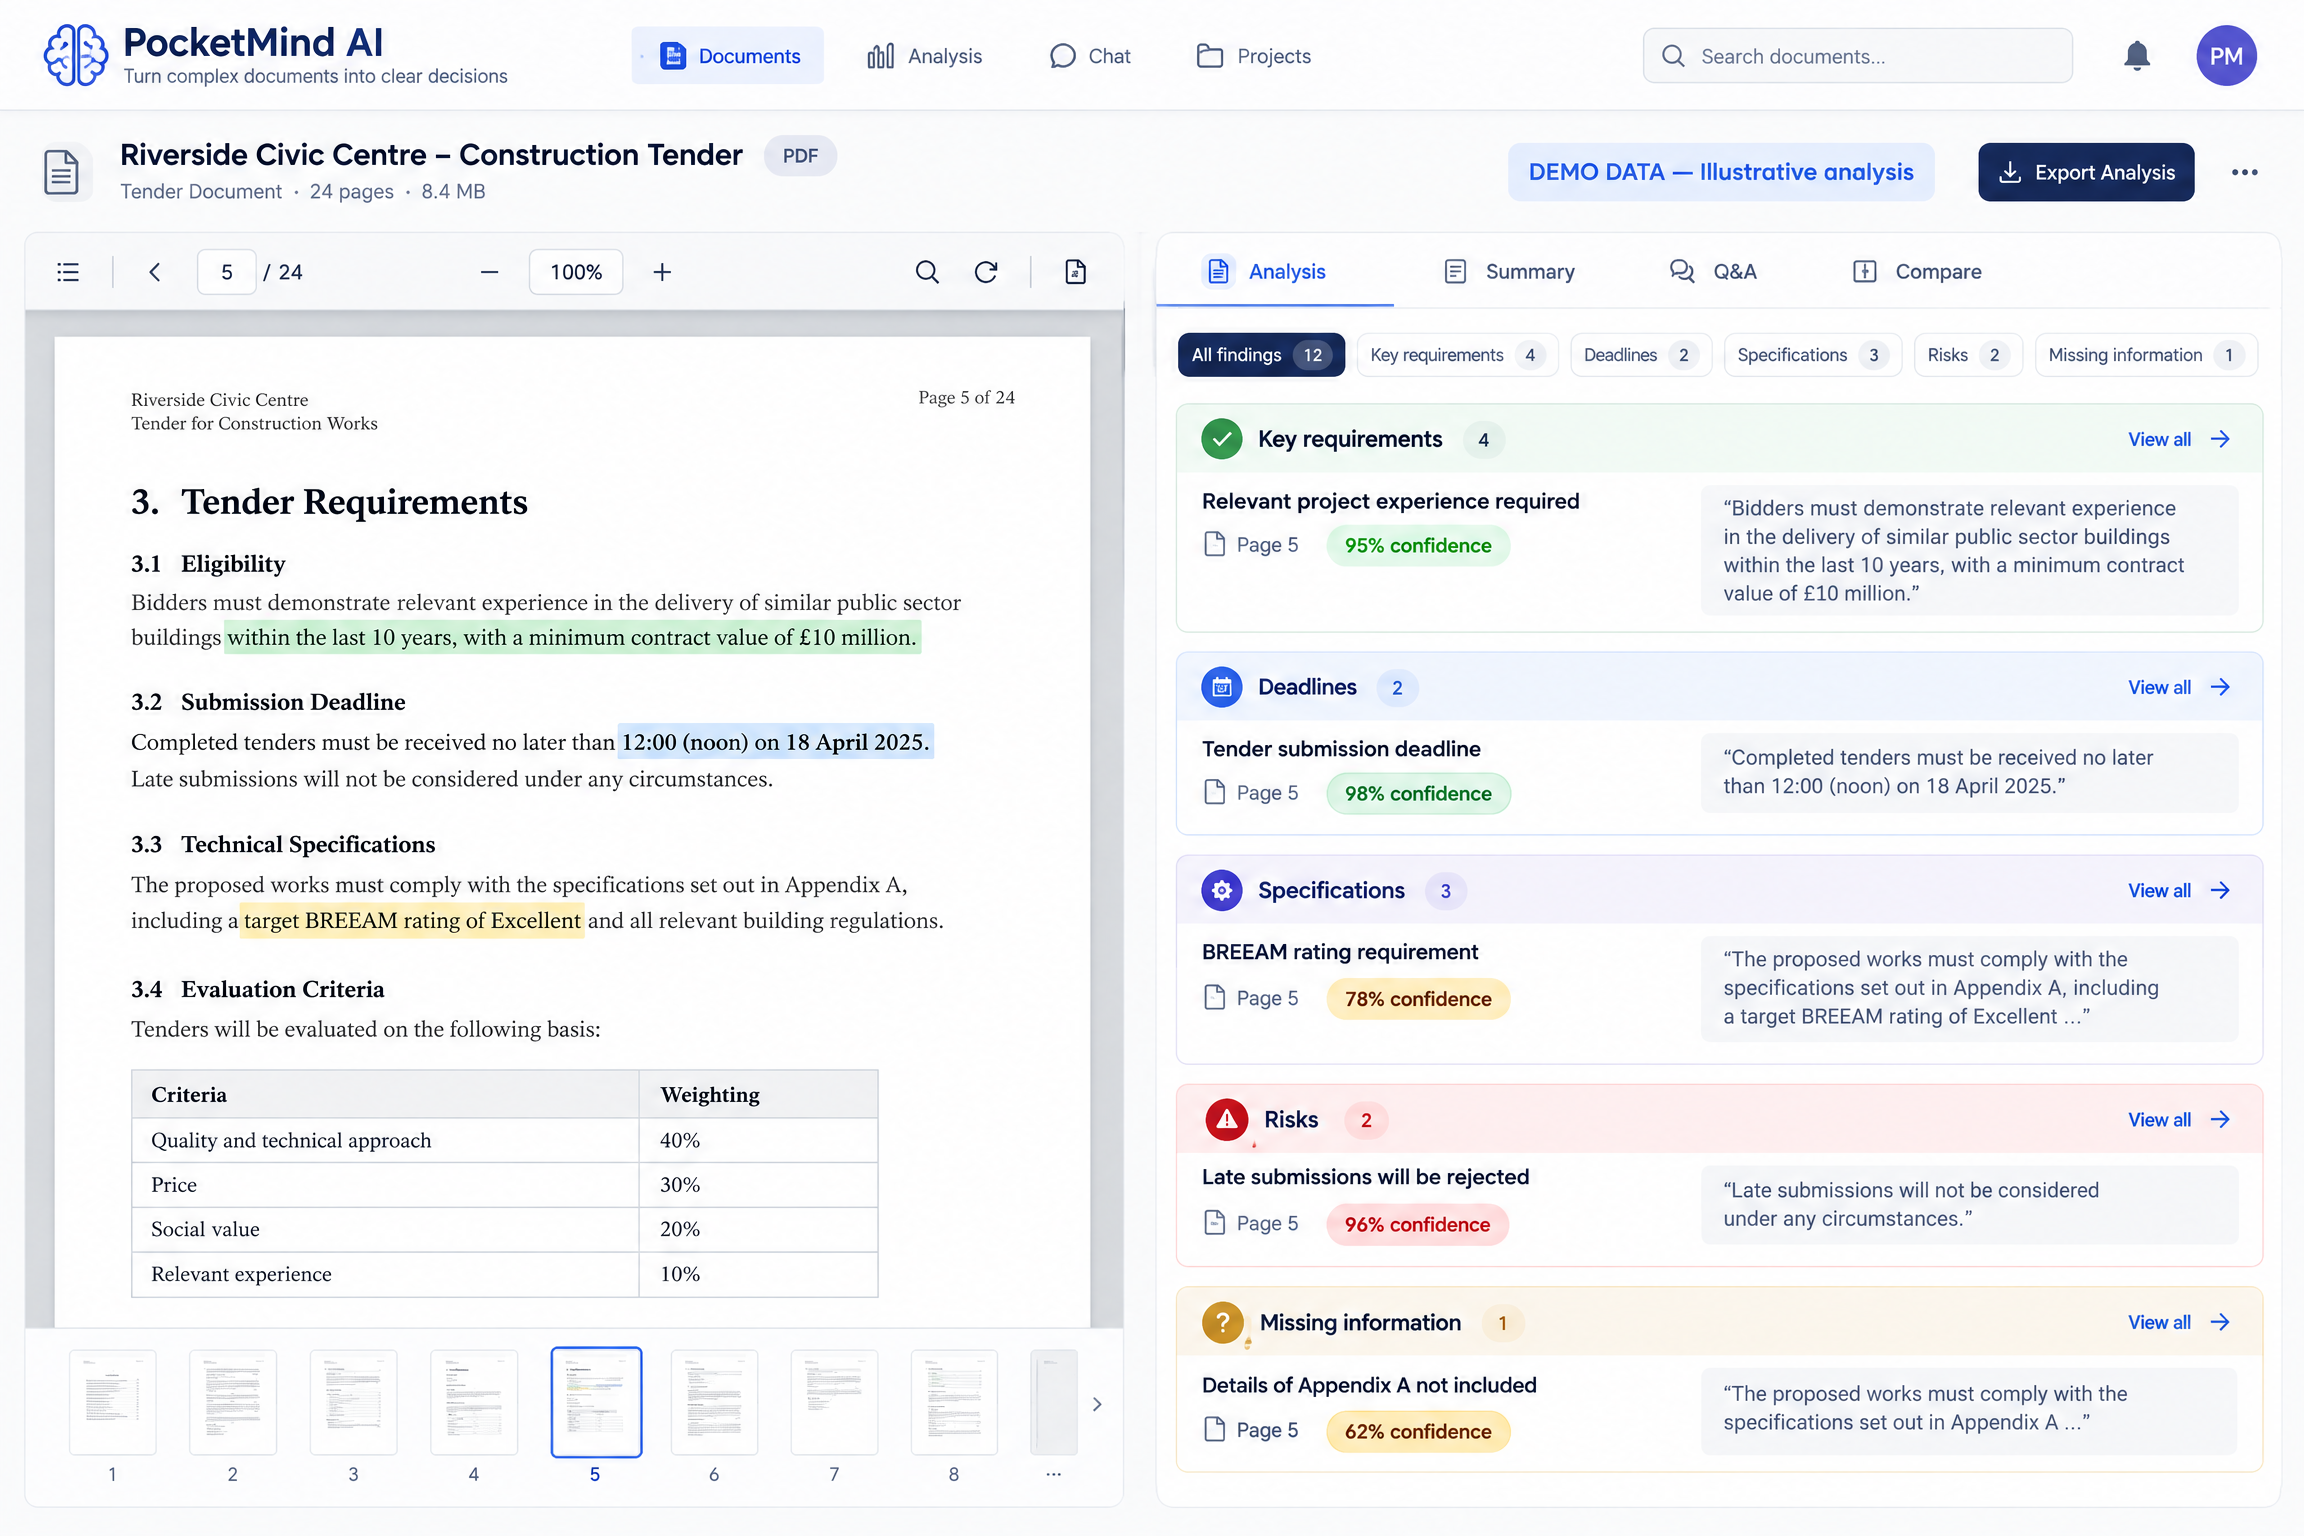 PocketMind AI
Turn complex documents into clear decisions
Documents
Analysis
Chat
Projects
Search documents...
PM
Riverside Civic Centre – Construction Tender
PDF
Tender Document · 24 pages · 8.4 MB
DEMO DATA — Illustrative analysis
Export Analysis
5 / 24
100%
Riverside Civic Centre
Tender for Construction Works
Page 5 of 24
3. Tender Requirements
3.1 Eligibility
Bidders must demonstrate relevant experience in the delivery of similar public sector
buildings within the last 10 years, with a minimum contract value of £10 million.
3.2 Submission Deadline
Completed tenders must be received no later than 12:00 (noon) on 18 April 2025.
Late submissions will not be considered under any circumstances.
3.3 Technical Specifications
The proposed works must comply with the specifications set out in Appendix A,
including a target BREEAM rating of Excellent and all relevant building regulations.
3.4 Evaluation Criteria
Tenders will be evaluated on the following basis:
Criteria Weighting
Quality and technical approach 40%
Price 30%
Social value 20%
Relevant experience 10%
1
2
3
4
5
6
7
8
...
Analysis
Summary
Q&A
Compare
All findings 12
Key requirements 4
Deadlines 2
Specifications 3
Risks 2
Missing information 1
Key requirements 4
View all
Relevant project experience required
Page 5
95% confidence
“Bidders must demonstrate relevant experience
in the delivery of similar public sector buildings
within the last 10 years, with a minimum contract
value of £10 million.”
Deadlines 2
View all
Tender submission deadline
Page 5
98% confidence
“Completed tenders must be received no later
than 12:00 (noon) on 18 April 2025.”
Specifications 3
View all
BREEAM rating requirement
Page 5
78% confidence
“The proposed works must comply with the
specifications set out in Appendix A, including
a target BREEAM rating of Excellent ...”
Risks 2
View all
Late submissions will be rejected
Page 5
96% confidence
“Late submissions will not be considered
under any circumstances.”
Missing information 1
View all
Details of Appendix A not included
Page 5
62% confidence
“The proposed works must comply with the
specifications set out in Appendix A ...”